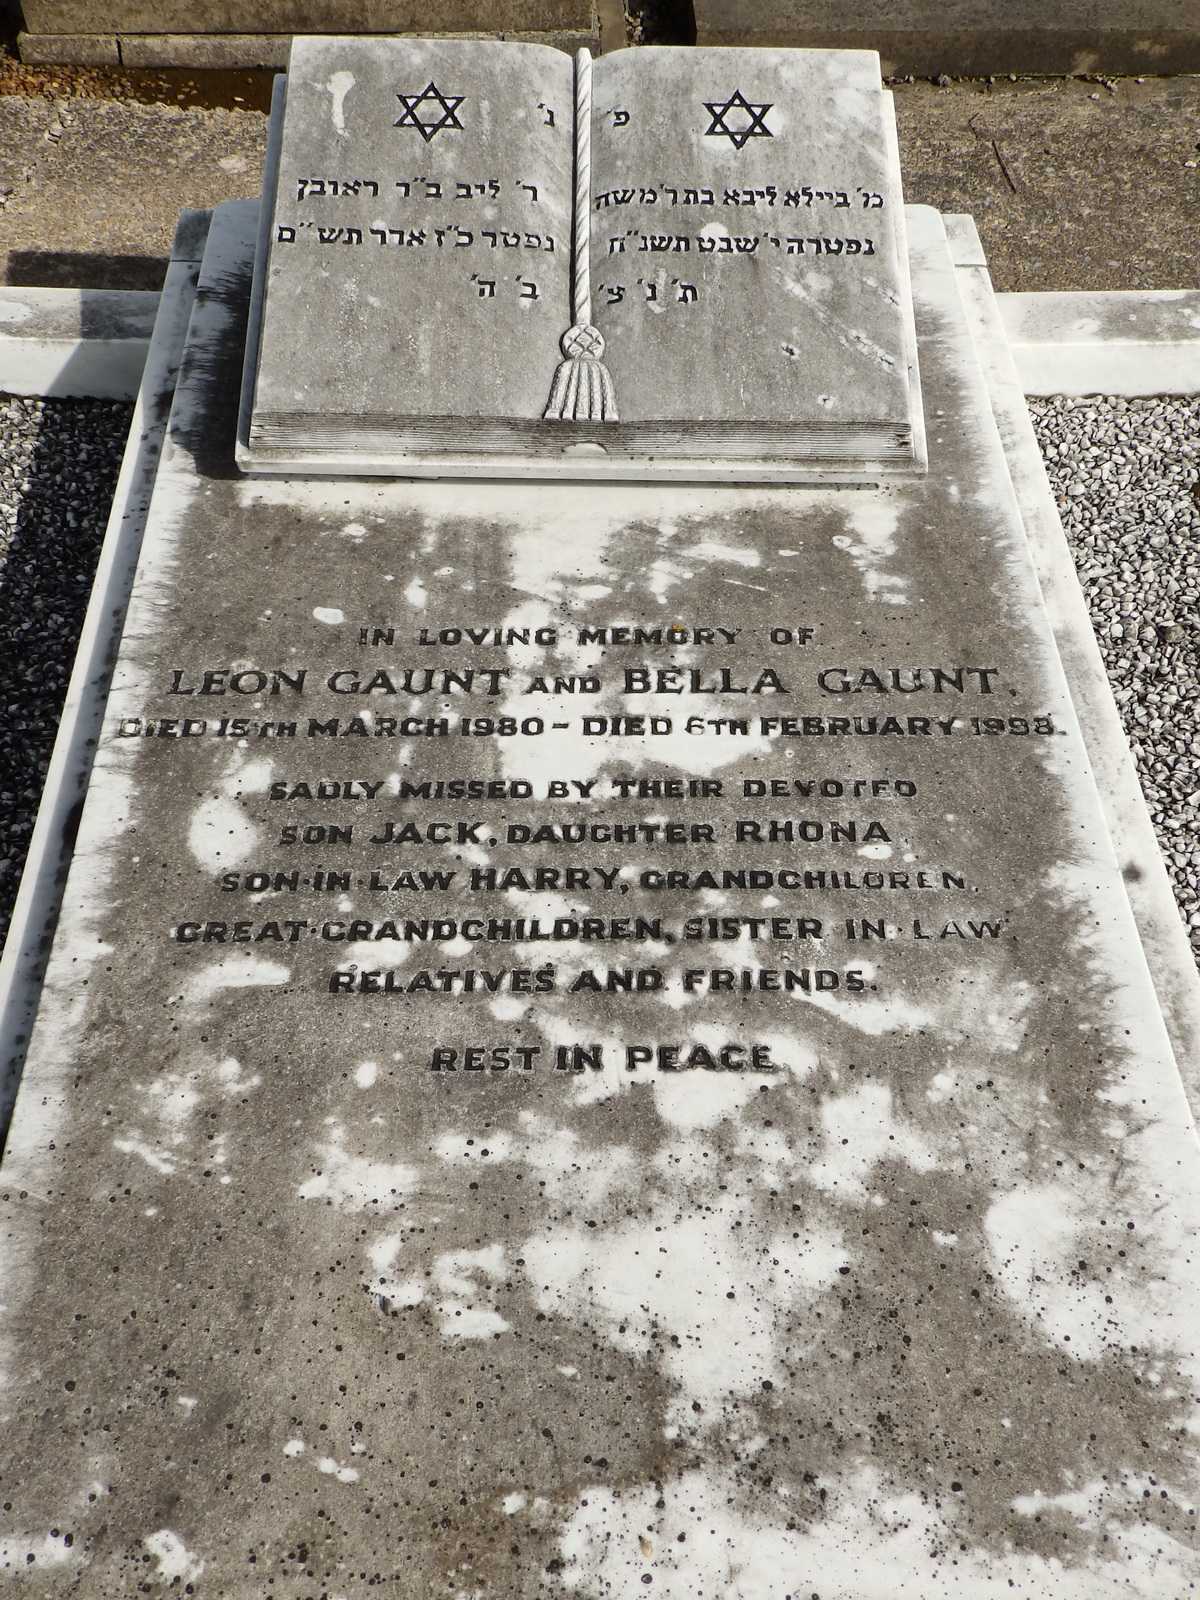 פ׳ נ׳
מ׳ ביילא ליבא בת ר׳ משה
נפטרה י׳ שבט תשנ״ח
ת׳ נ׳ צ׳
ר׳ ליב ב״ר ראובן
נפטר כ״ז אדר תש״ם
ב׳ ה׳
IN LOVING MEMORY OF
LEON GAUNT AND BELLA GAUNT.
DIED 15TH MARCH 1980 - DIED 6TH FEBRUARY 1998.
SADLY MISSED BY THEIR DEVOTED
SON JACK, DAUGHTER RHONA,
SON·IN·LAW HARRY, GRANDCHILDREN,
GREAT·GRANDCHILDREN, SISTER IN·LAW
RELATIVES AND FRIENDS.
REST IN PEACE